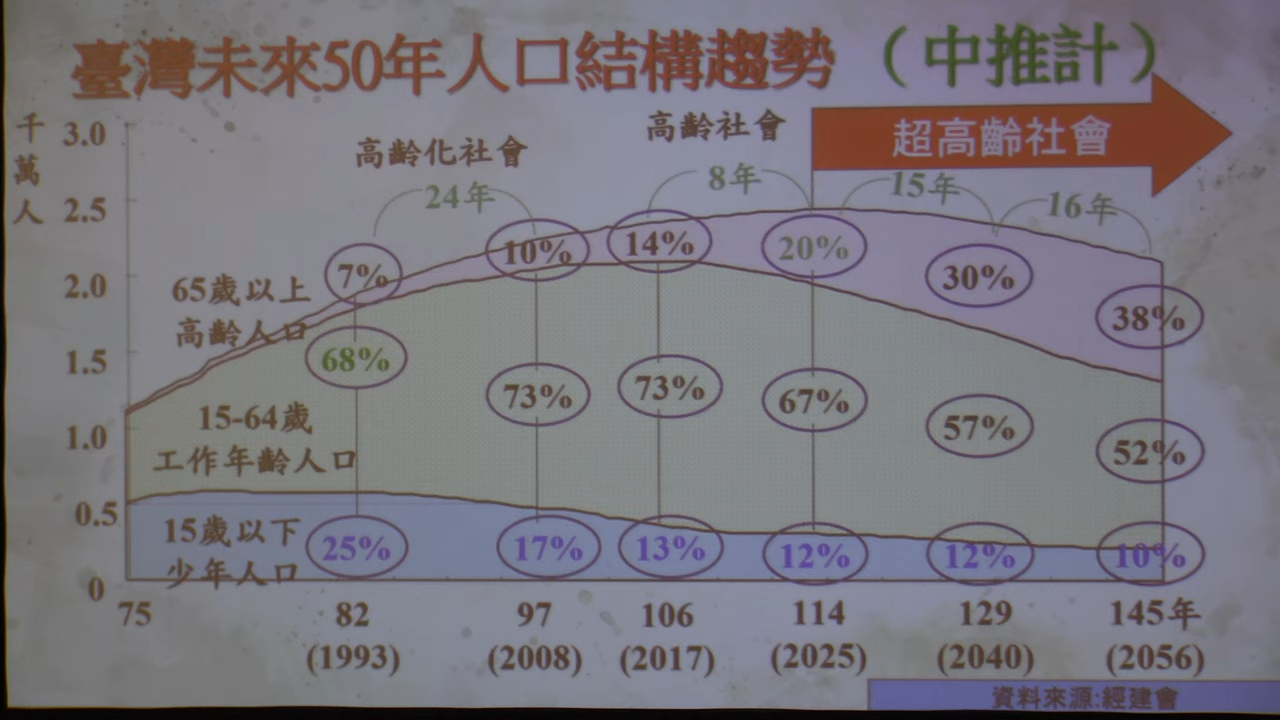 臺灣未來50年人口結構趨勢（中推計）
千萬人
3.0
2.5
2.0
1.5
1.0
0.5
0
高齡化社會
高齡社會
超高齡社會
24年
8年
15年
16年
65歲以上
高齡人口
7%
10%
14%
20%
30%
38%
15-64歲
工作年齡人口
68%
73%
73%
67%
57%
52%
15歲以下
少年人口
25%
17%
13%
12%
12%
10%
75
82
97
106
114
129
145年
(1993)
(2008)
(2017)
(2025)
(2040)
(2056)
資料來源:經建會